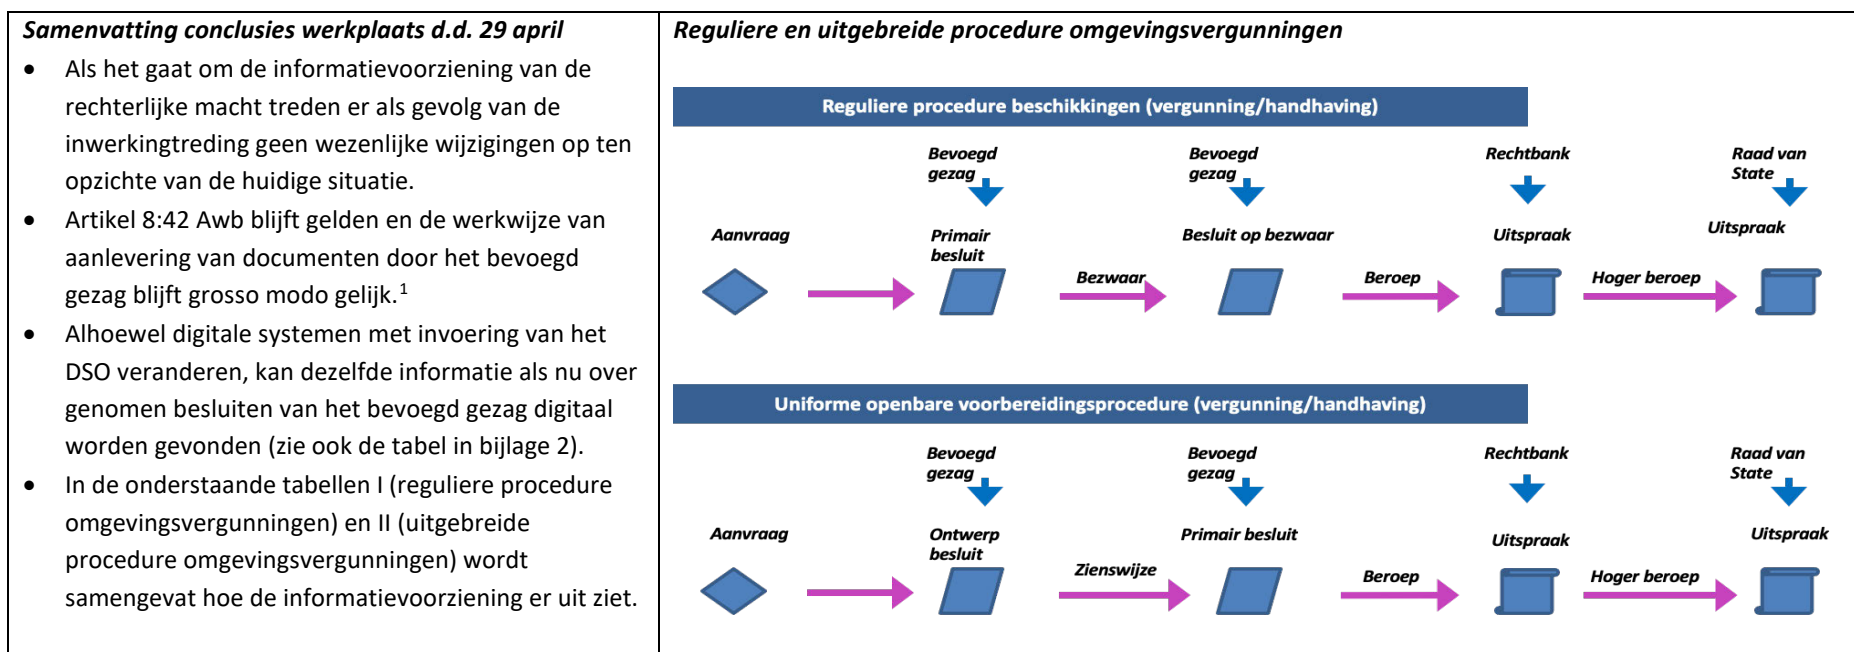 Samenvatting conclusies werkplaats d.d. 29 april
• Als het gaat om de informatievoorziening van de
rechterlijke macht treden er als gevolg van de
inwerkingtreding geen wezenlijke wijzigingen op ten
opzichte van de huidige situatie.
• Artikel 8:42 Awb blijft gelden en de werkwijze van
aanlevering van documenten door het bevoegd
gezag blijft grosso modo gelijk.1
• Alhoewel digitale systemen met invoering van het
DSO veranderen, kan dezelfde informatie als nu over
genomen besluiten van het bevoegd gezag digitaal
worden gevonden (zie ook de tabel in bijlage 2).
• In de onderstaande tabellen I (reguliere procedure
omgevingsvergunningen) en II (uitgebreide
procedure omgevingsvergunningen) wordt
samengevat hoe de informatievoorziening er uit ziet.
Reguliere en uitgebreide procedure omgevingsvergunningen
Reguliere procedure beschikkingen (vergunning/handhaving)
Bevoegd
gezag
Bevoegd
gezag
Rechtbank
Raad van
State
Aanvraag
Primair
besluit
Besluit op bezwaar
Uitspraak
Uitspraak
Bezwaar
Beroep
Hoger beroep
Uniforme openbare voorbereidingsprocedure (vergunning/handhaving)
Bevoegd
gezag
Bevoegd
gezag
Rechtbank
Raad van
State
Aanvraag
Ontwerp
besluit
Primair besluit
Uitspraak
Uitspraak
Zienswijze
Beroep
Hoger beroep